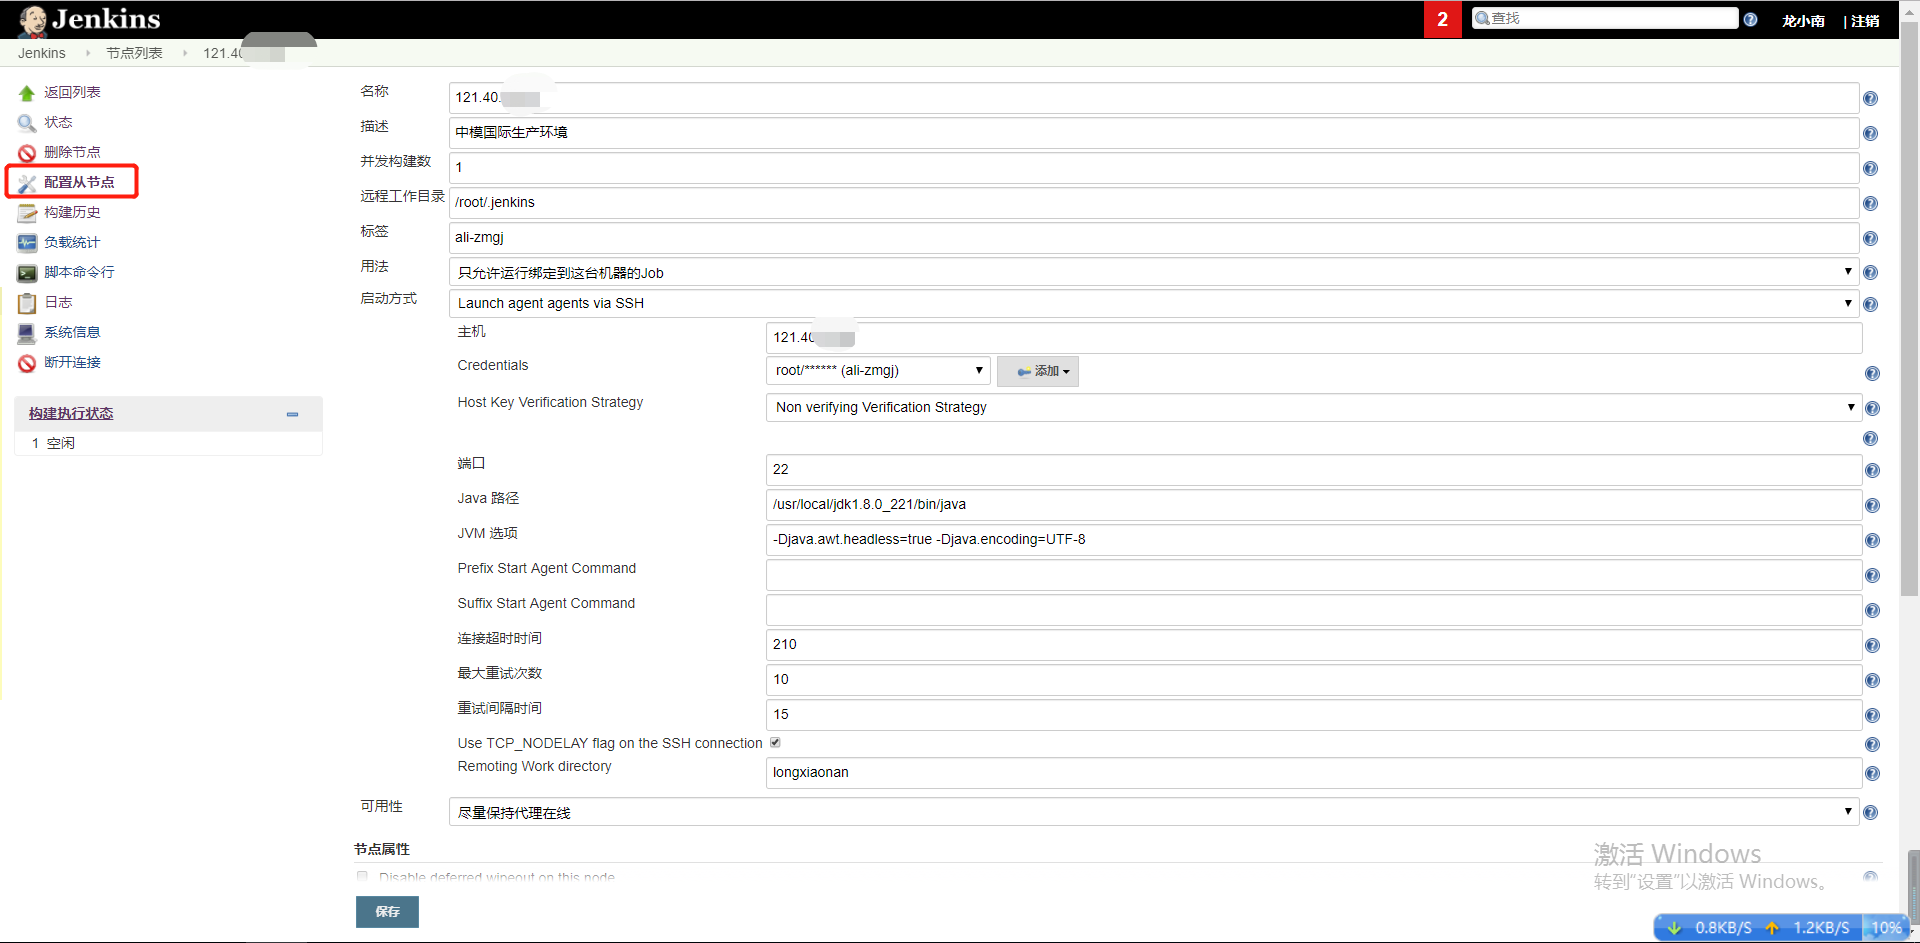 Jenkins
2
查找
龙小南
| 注销
Jenkins
节点列表
121.40
返回列表
状态
删除节点
配置从节点
构建历史
负载统计
脚本命令行
日志
系统信息
断开连接
构建执行状态
1 空闲
名称
121.40.
描述
中模国际生产环境
并发构建数
1
远程工作目录
/root/.jenkins
标签
ali-zmgj
用法
只允许运行绑定到这台机器的Job
启动方式
Launch agent agents via SSH
主机
121.40
Credentials
root/****** (ali-zmgj)
添加
Host Key Verification Strategy
Non verifying Verification Strategy
端口
22
Java 路径
/usr/local/jdk1.8.0_221/bin/java
JVM 选项
-Djava.awt.headless=true -Djava.encoding=UTF-8
Prefix Start Agent Command
Suffix Start Agent Command
连接超时时间
210
最大重试次数
10
重试间隔时间
15
Use TCP_NODELAY flag on the SSH connection
Remoting Work directory
longxiaonan
可用性
尽量保持代理在线
节点属性
Disable deferred wipeout on this node
保存
激活 Windows
转到“设置”以激活 Windows。
0.8KB/S
1.2KB/S
10%